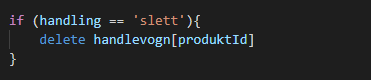 if (handling == 'slett'){
    delete handlevogn[produktId]
}